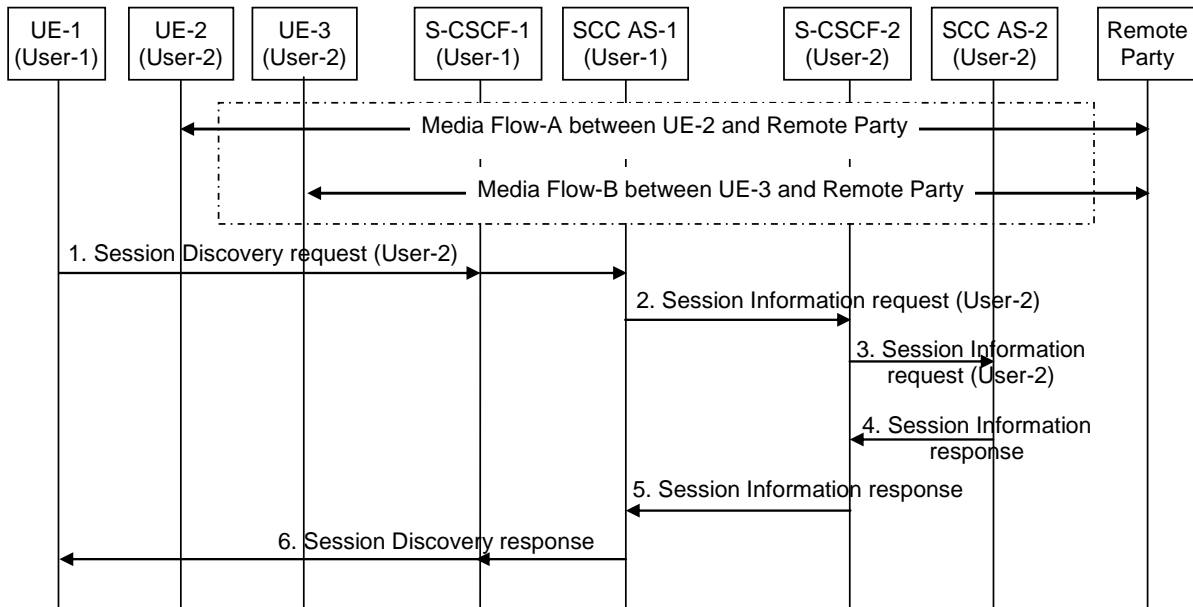 UE-1
(User-1)
UE-2
(User-2)
UE-3
(User-2)
S-CSCF-1
(User-1)
SCC AS-1
(User-1)
S-CSCF-2
(User-2)
SCC AS-2
(User-2)
Remote
Party
Media Flow-A between UE-2 and Remote Party
Media Flow-B between UE-3 and Remote Party
1. Session Discovery request (User-2)
2. Session Information request (User-2)
3. Session Information
request (User-2)
4. Session Information
response
5. Session Information response
6. Session Discovery response